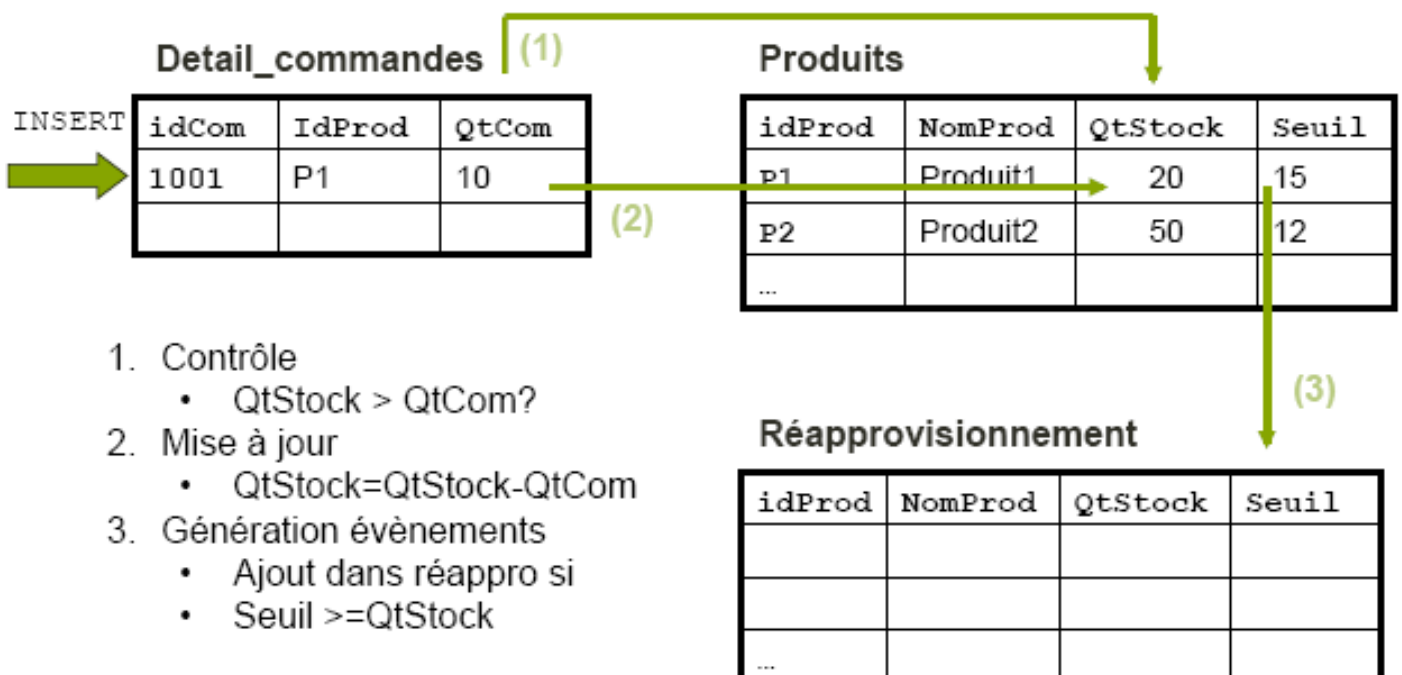 Detail_commandes (1)
INSERT
idCom IdProd QtCom
1001 P1 10
(2)
Produits
idProd NomProd QtStock Seuil
P1 Produit1 20 15
P2 Produit2 50 12
...
1. Contrôle
• QtStock > QtCom?
2. Mise à jour
• QtStock=QtStock-QtCom
3. Génération évènements
• Ajout dans réappro si
• Seuil >=QtStock
(3)
Réapprovisionnement
idProd NomProd QtStock Seuil
...